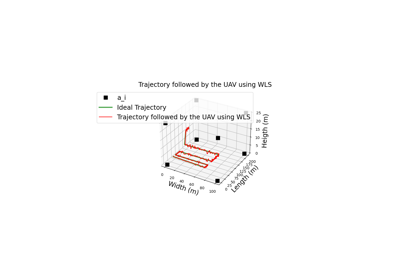 Trajectory followed by the UAV using WLS
a_i
Ideal Trajectory
Trajectory followed by the UAV using WLS
25
20
15
10
5
0
Heigth (m)
0 20 40 60 80 100
Width (m)
Length (m)